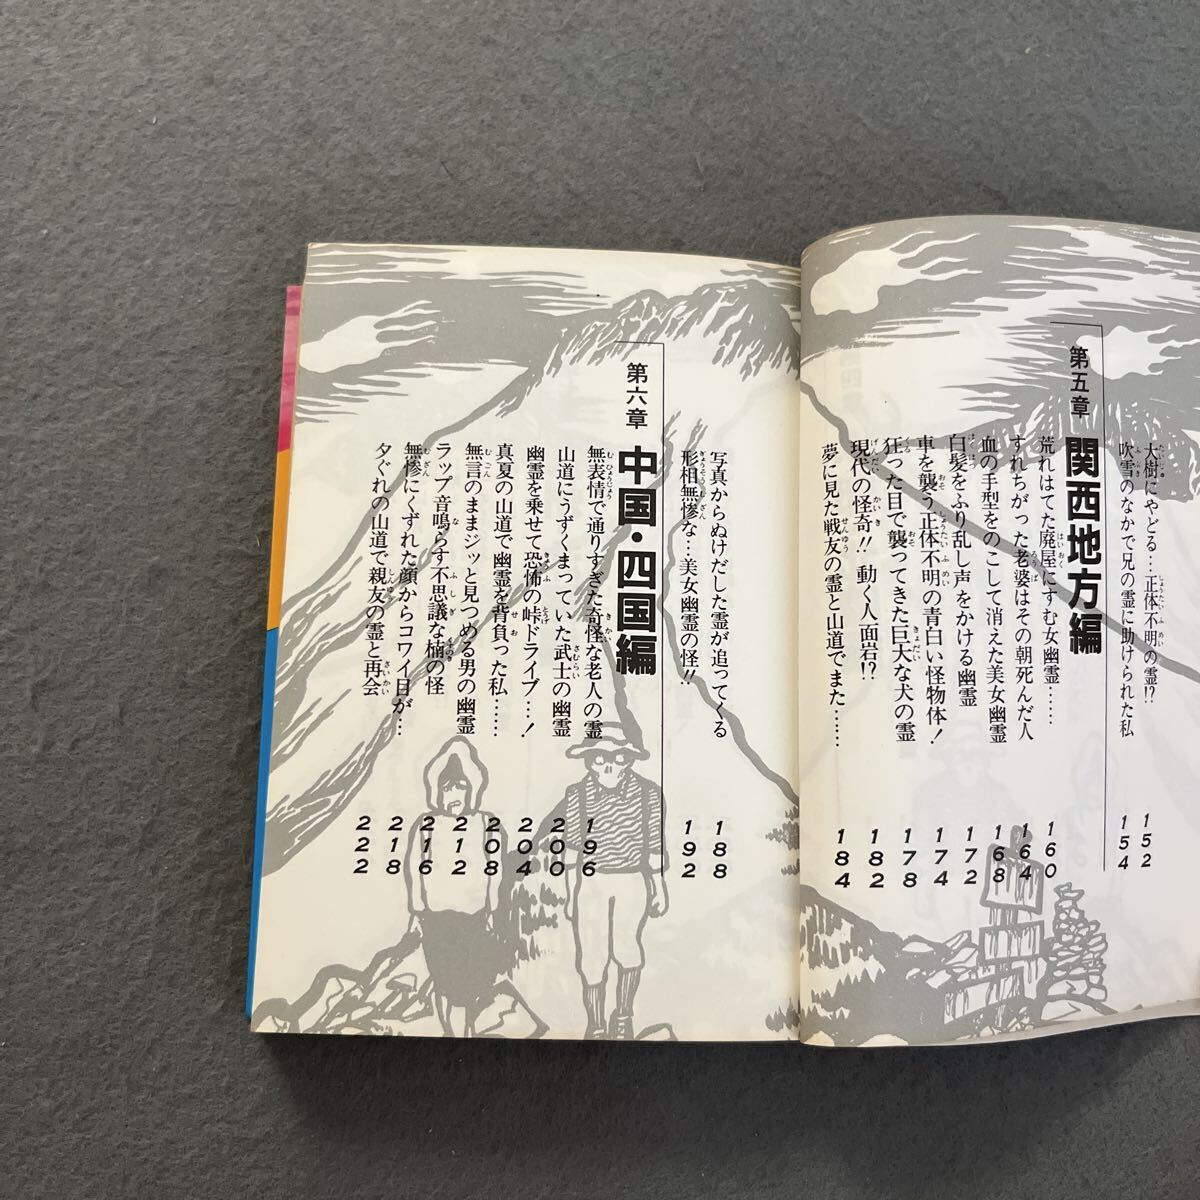 大樹にやどる…正体不明の霊!? 152
吹雪のなかで兄の霊に助けられた私 154
第五章 関西地方編
荒れはてた廃屋にすむ女幽霊…… 160
すれちがった老婆はその朝死んだ人 164
血の手型をのこして消えた美女幽霊 168
白髪をふり乱し声をかける幽霊 172
車を襲う正体不明の青白い怪物体! 174
狂った目で襲ってきた巨大な犬の霊 178
現代の怪奇!! 動く人面岩!? 182
夢に見た戦友の霊と山道でまた…… 184
写真からぬけだした霊が追ってくる 188
形相無惨な…美女幽霊の怪!! 192
第六章 中国・四国編
無表情で通りすぎた奇怪な老人の霊 196
山道にうずくまっていた武士の幽霊 200
幽霊を乗せて恐怖の峠ドライブ…! 204
真夏の山道で幽霊を背負った私…… 208
無言のままジッと見つめる男の幽霊 212
ラップ音鳴らす不思議な楠の怪 216
無惨にくずれた顔からコワイ目が… 218
夕ぐれの山道で親友の霊と再会 222